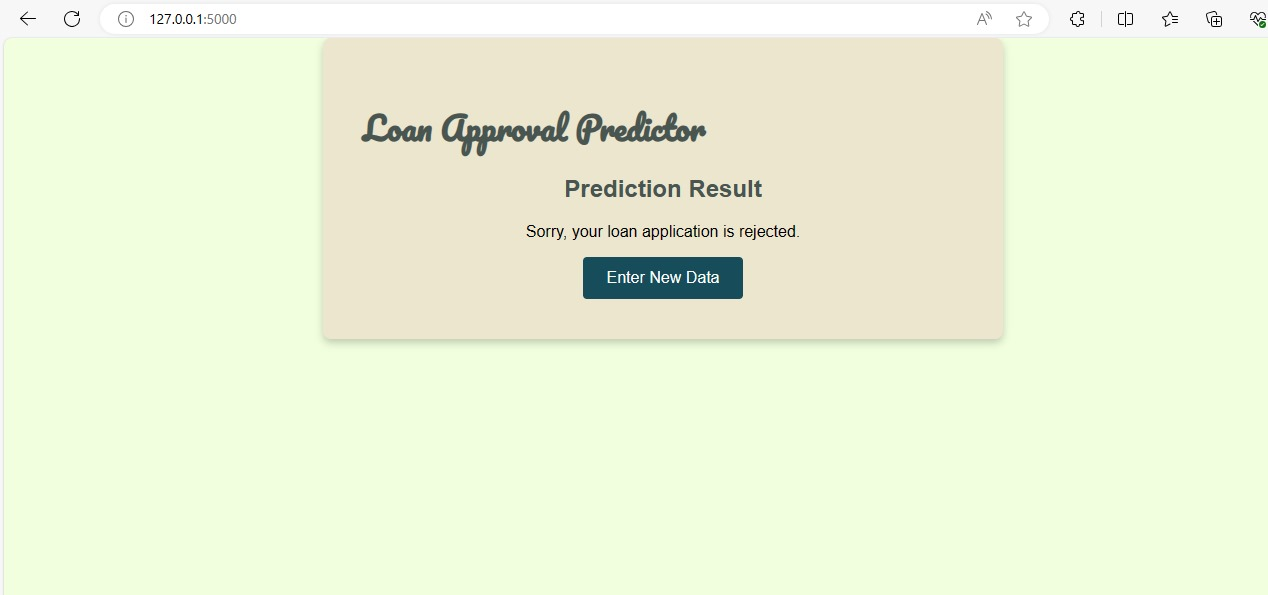 127.0.0.1:5000
Loan Approval Predictor
Prediction Result
Sorry, your loan application is rejected.
Enter New Data